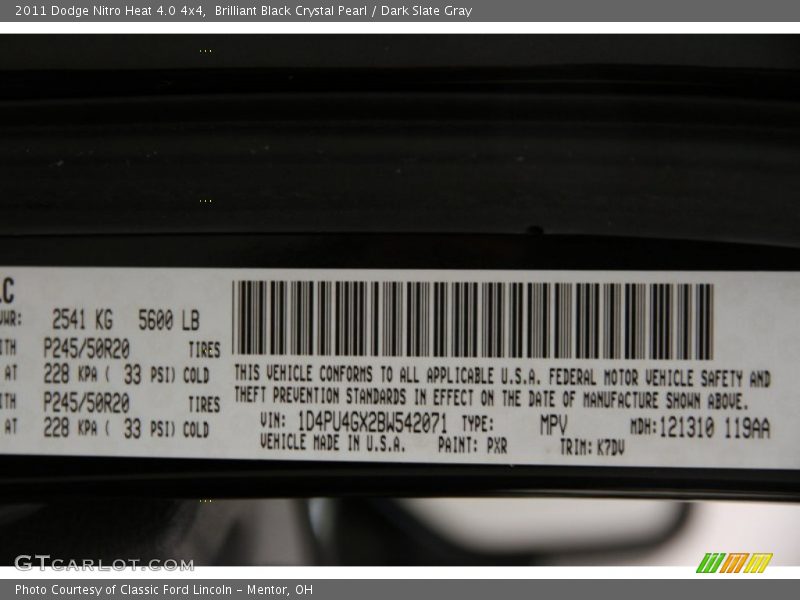 2011 Dodge Nitro Heat 4.0 4x4,  Brilliant Black Crystal Pearl / Dark Slate Gray
2541 KG 5600 LB
P245/50R20 TIRES
AT 228 KPA ( 33 PSI) COLD
P245/50R20 TIRES
AT 228 KPA ( 33 PSI) COLD
THIS VEHICLE CONFORMS TO ALL APPLICABLE U.S.A. FEDERAL MOTOR VEHICLE SAFETY AND
THEFT PREVENTION STANDARDS IN EFFECT ON THE DATE OF MANUFACTURE SHOWN ABOVE.
VIN: 1D4PU4GX2BW542071 TYPE: MPV MDH: 121310 119AA
VEHICLE MADE IN U.S.A. PAINT: PXR TRIM: K7DV
GTCARLOT.COM
Photo Courtesy of Classic Ford Lincoln - Mentor, OH